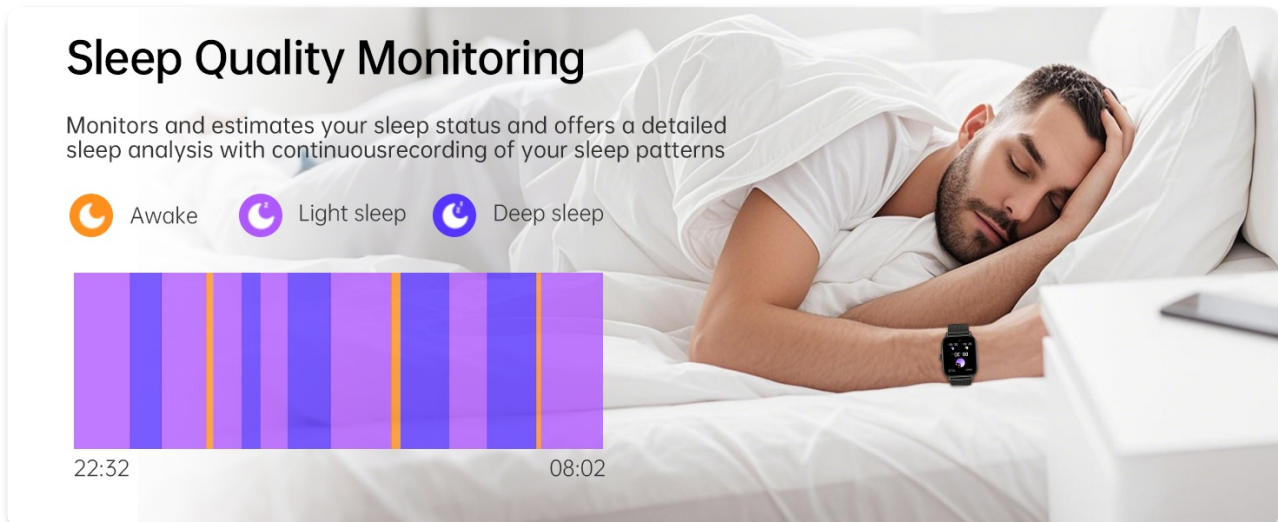 Sleep Quality Monitoring
Monitors and estimates your sleep status and offers a detailed
sleep analysis with continuousrecording of your sleep patterns
Awake
Light sleep
Deep sleep
22:32
08:02